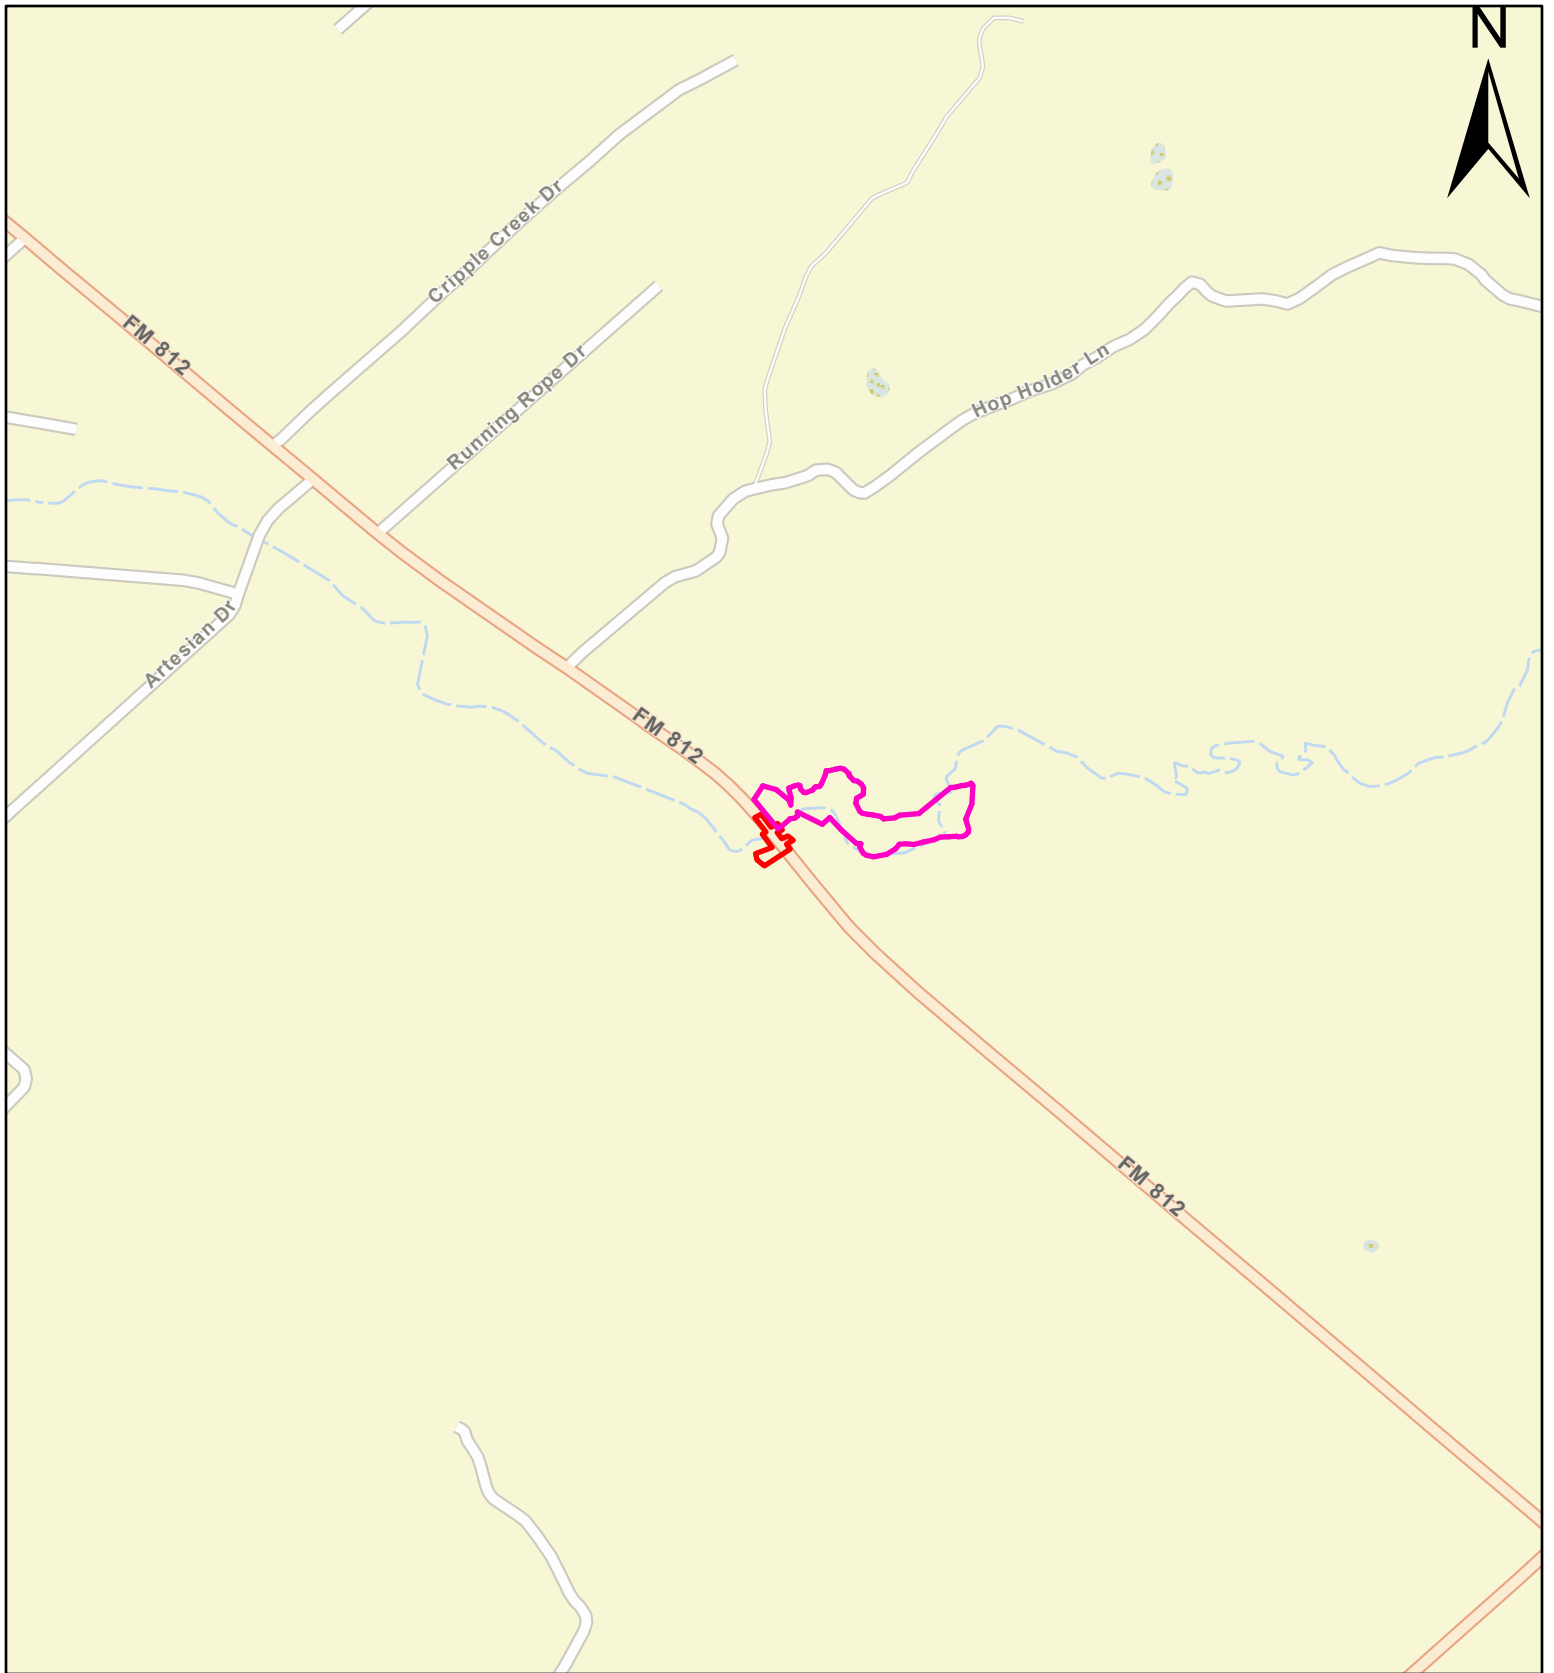 N
Cripple Creek Dr
FM 812
Running Rope Dr
Hop Holder Ln
Artesian Dr
FM 812
FM 812